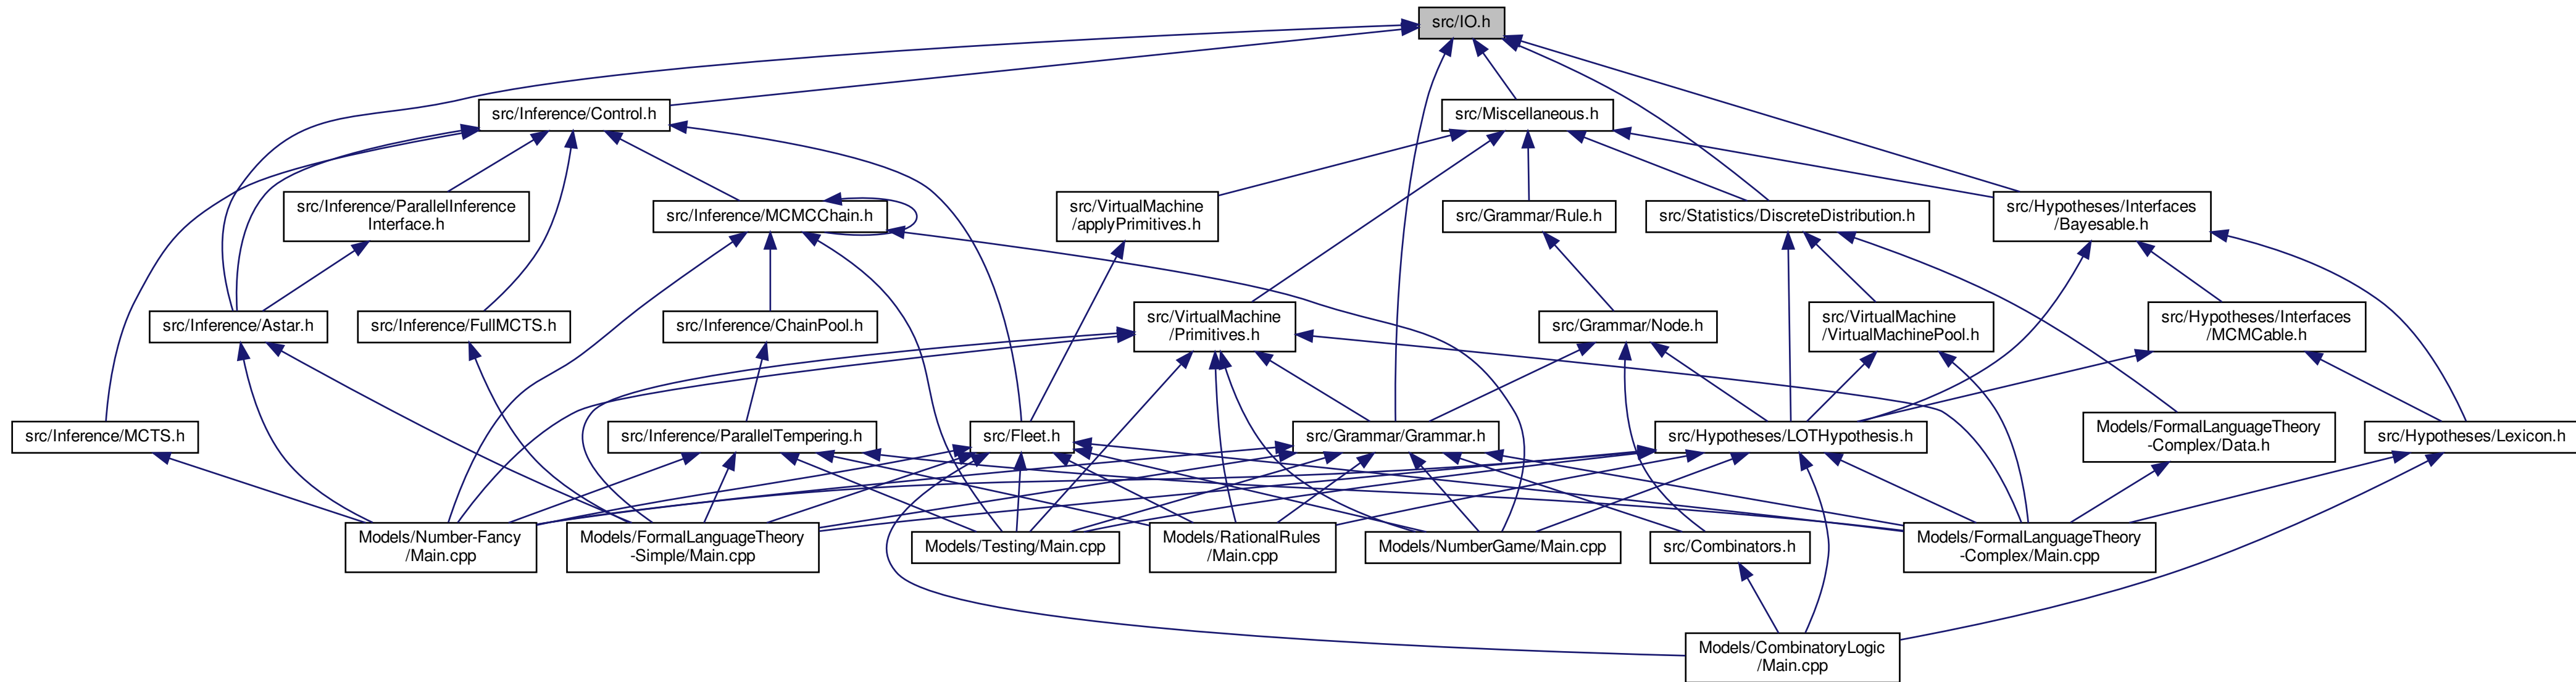 src/IO.h
src/Inference/Control.h
src/Miscellaneous.h
src/Inference/ParallelInference
Interface.h
src/Inference/MCMCChain.h
src/VirtualMachine
/applyPrimitives.h
src/Grammar/Rule.h
src/Statistics/DiscreteDistribution.h
src/Hypotheses/Interfaces
/Bayesable.h
src/Inference/Astar.h
src/Inference/FullMCTS.h
src/Inference/ChainPool.h
src/VirtualMachine
/Primitives.h
src/Grammar/Node.h
src/VirtualMachine
/VirtualMachinePool.h
src/Hypotheses/Interfaces
/MCMCable.h
src/Inference/MCTS.h
src/Inference/ParallelTempering.h
src/Fleet.h
src/Grammar/Grammar.h
src/Hypotheses/LOTHypothesis.h
Models/FormalLanguageTheory
-Complex/Data.h
src/Hypotheses/Lexicon.h
Models/Number-Fancy
/Main.cpp
Models/FormalLanguageTheory
-Simple/Main.cpp
Models/Testing/Main.cpp
Models/RationalRules
/Main.cpp
Models/NumberGame/Main.cpp
src/Combinators.h
Models/FormalLanguageTheory
-Complex/Main.cpp
Models/CombinatoryLogic
/Main.cpp